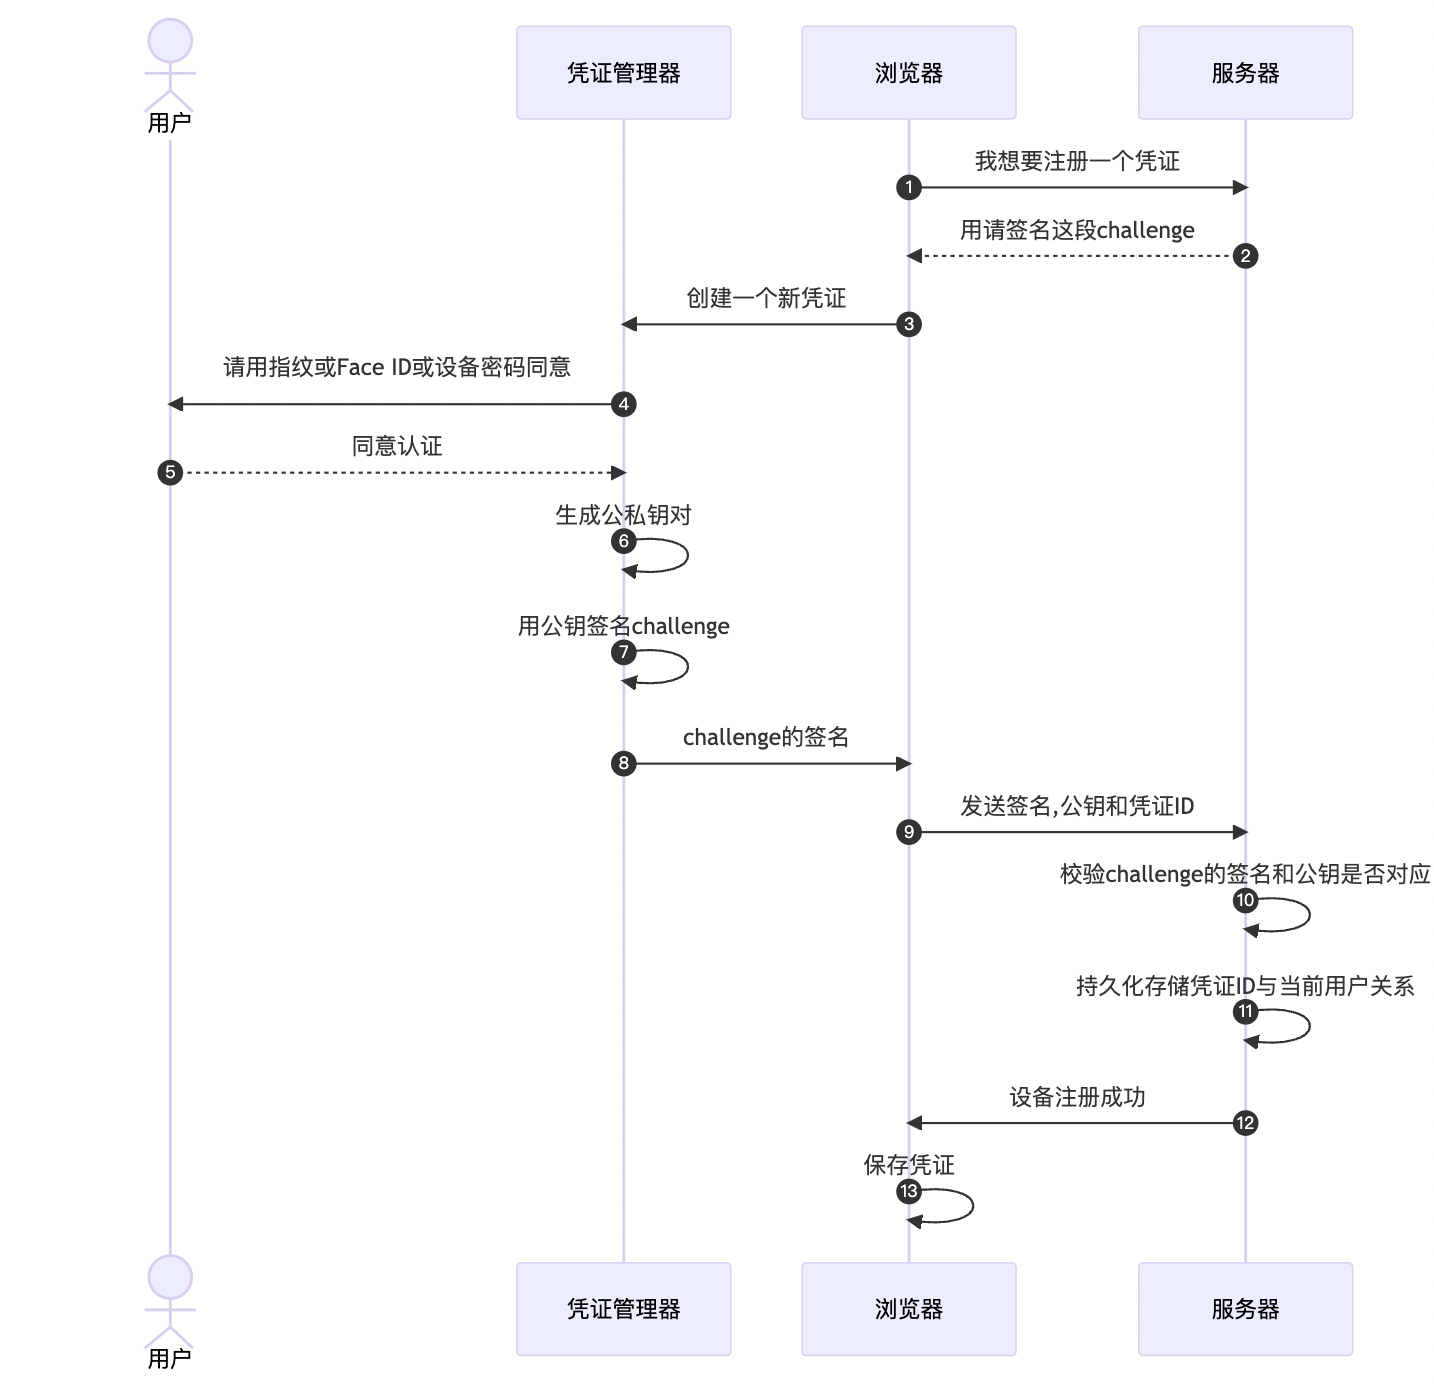 用户
凭证管理器
浏览器
服务器
我想要注册一个凭证
1
用请签名这段challenge
2
创建一个新凭证
3
请用指纹或Face ID或设备密码同意
4
同意认证
5
生成公私钥对
6
用公钥签名challenge
7
challenge的签名
8
发送签名,公钥和凭证ID
9
校验challenge的签名和公钥是否对应
10
持久化存储凭证ID与当前用户关系
11
设备注册成功
12
保存凭证
13
用户
凭证管理器
浏览器
服务器